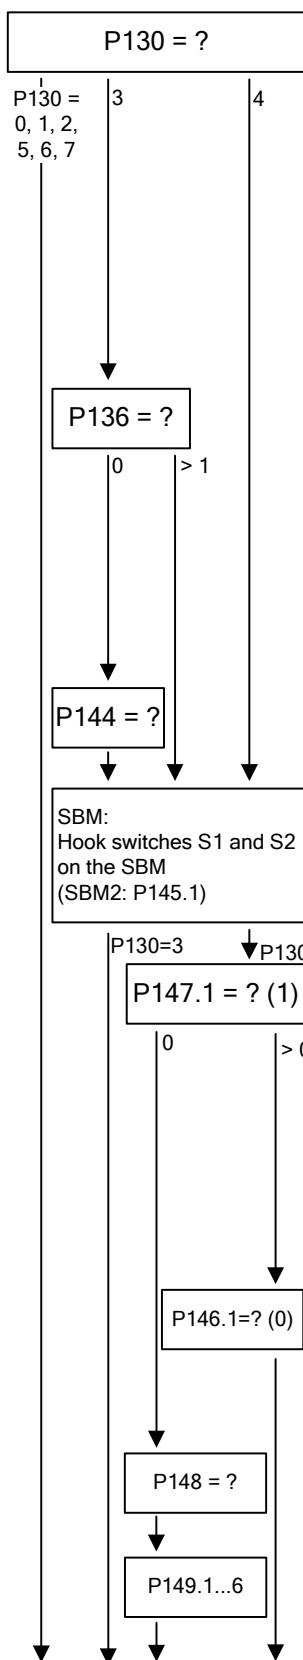 P130 = ?
P130 =
0, 1, 2,
5, 6, 7
3
4
P136 = ?
0
> 1
P144 = ?
SBM:
Hook switches S1 and S2
on the SBM
(SBM2: P145.1)
P130=3
P130
P147.1 = ? (1)
0
> 0
P146.1=? (0)
P148 = ?
P149.1...6